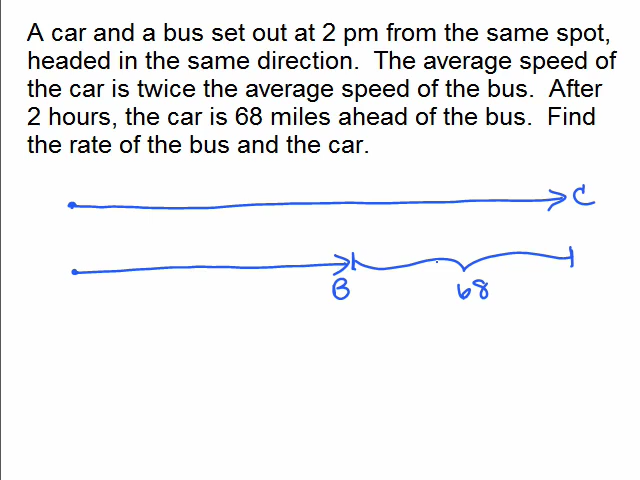 A car and a bus set out at 2 pm from the same spot,
headed in the same direction.  The average speed of
the car is twice the average speed of the bus.  After
2 hours, the car is 68 miles ahead of the bus.  Find
the rate of the bus and the car.
C
B
68